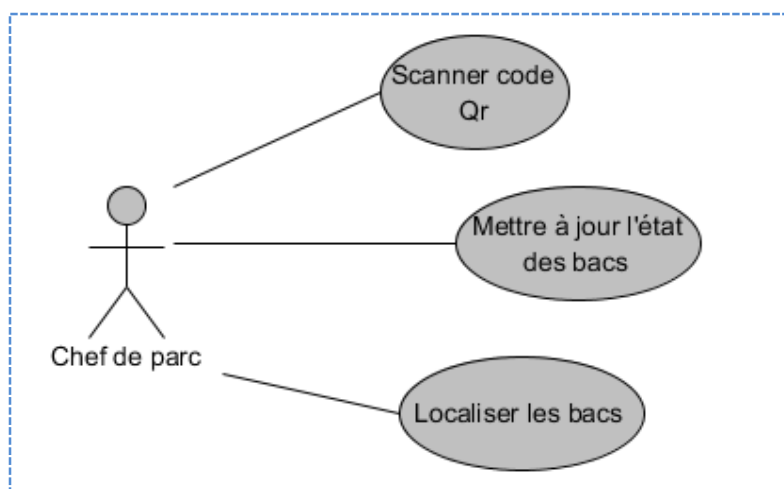 Scanner code
Qr
Mettre à jour l'état
des bacs
Chef de parc
Localiser les bacs